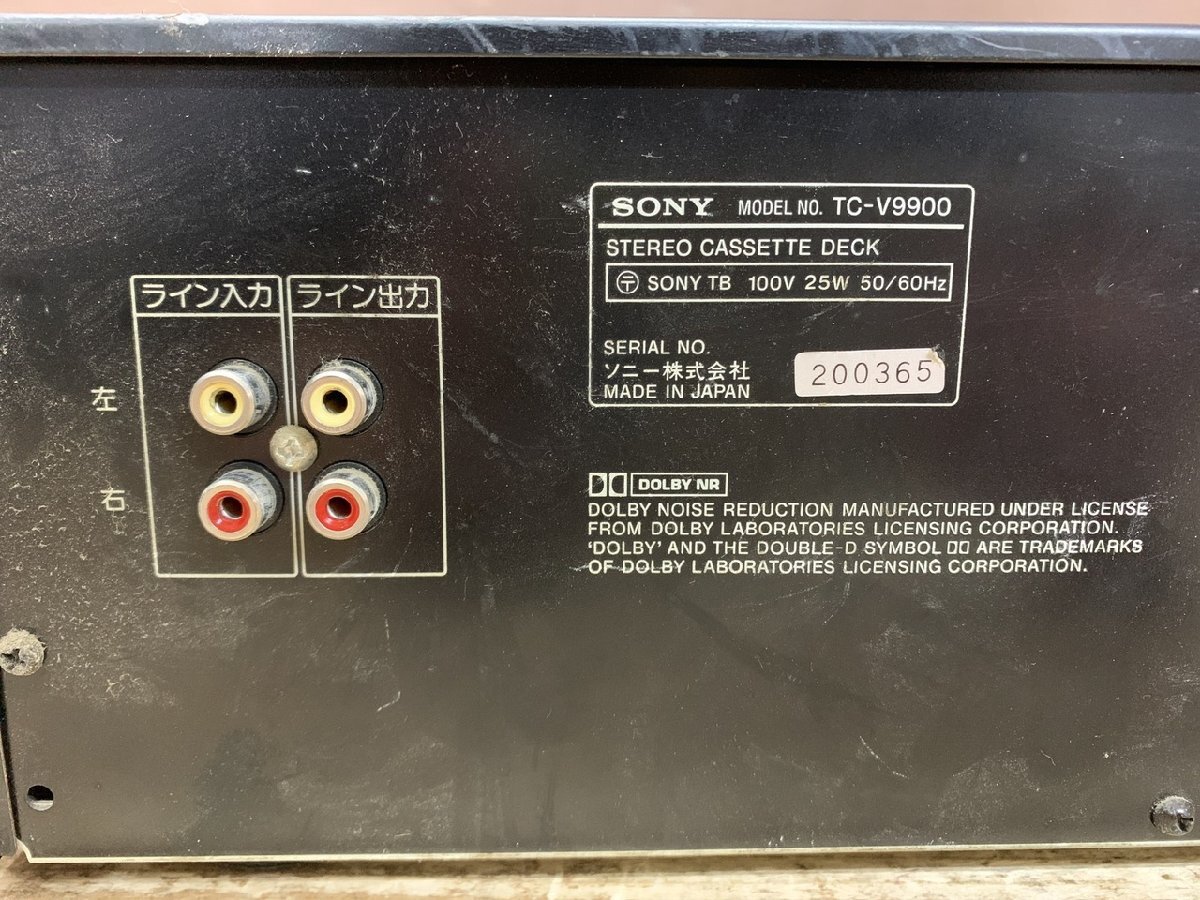 SONY MODEL NO. TC-V9900
STEREO CASSETTE DECK
〒 SONY TB 100V 25W 50/60Hz
SERIAL NO.
ソニー株式会社 200365
MADE IN JAPAN
ライン入力 ライン出力
左
右
DOLBY NR
DOLBY NOISE REDUCTION MANUFACTURED UNDER LICENSE
FROM DOLBY LABORATORIES LICENSING CORPORATION.
'DOLBY' AND THE DOUBLE-D SYMBOL DD ARE TRADEMARKS
OF DOLBY LABORATORIES LICENSING CORPORATION.